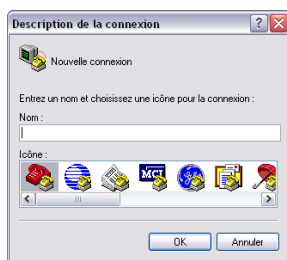 Description de la connexion
Nouvelle connexion
Entrez un nom et choisissez une icône pour la connexion :
Nom :
Icône :
MCI
OK Annuler